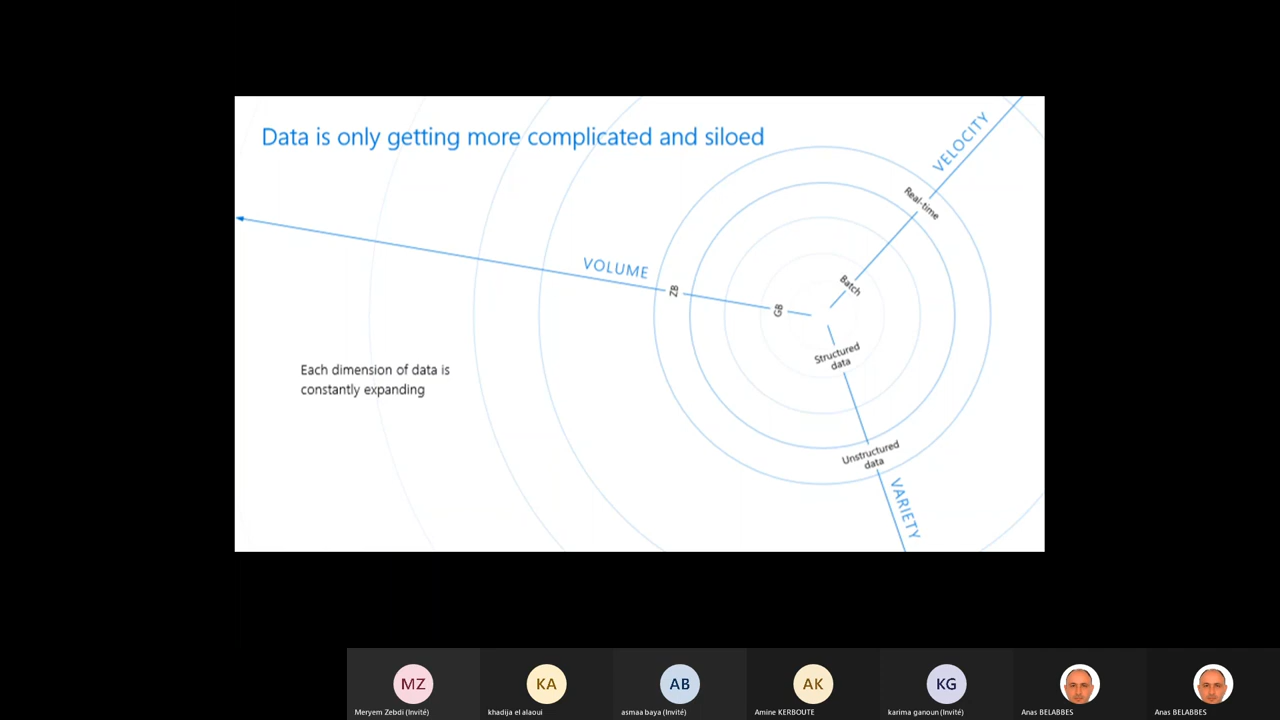 Data is only getting more complicated and siloed
VELOCITY
Real-time
VOLUME
ZB
GB
Batch
Structured
data
Each dimension of data is
constantly expanding
Unstructured
data
VARIETY
MZ
KA
AB
AK
KG
Meryem Zebdi (Invité)
khadija el alaoui
asmaa baya (Invité)
Amine KERBOUTE
karima ganoun (Invité)
Anas BELABBES
Anas BELABBES